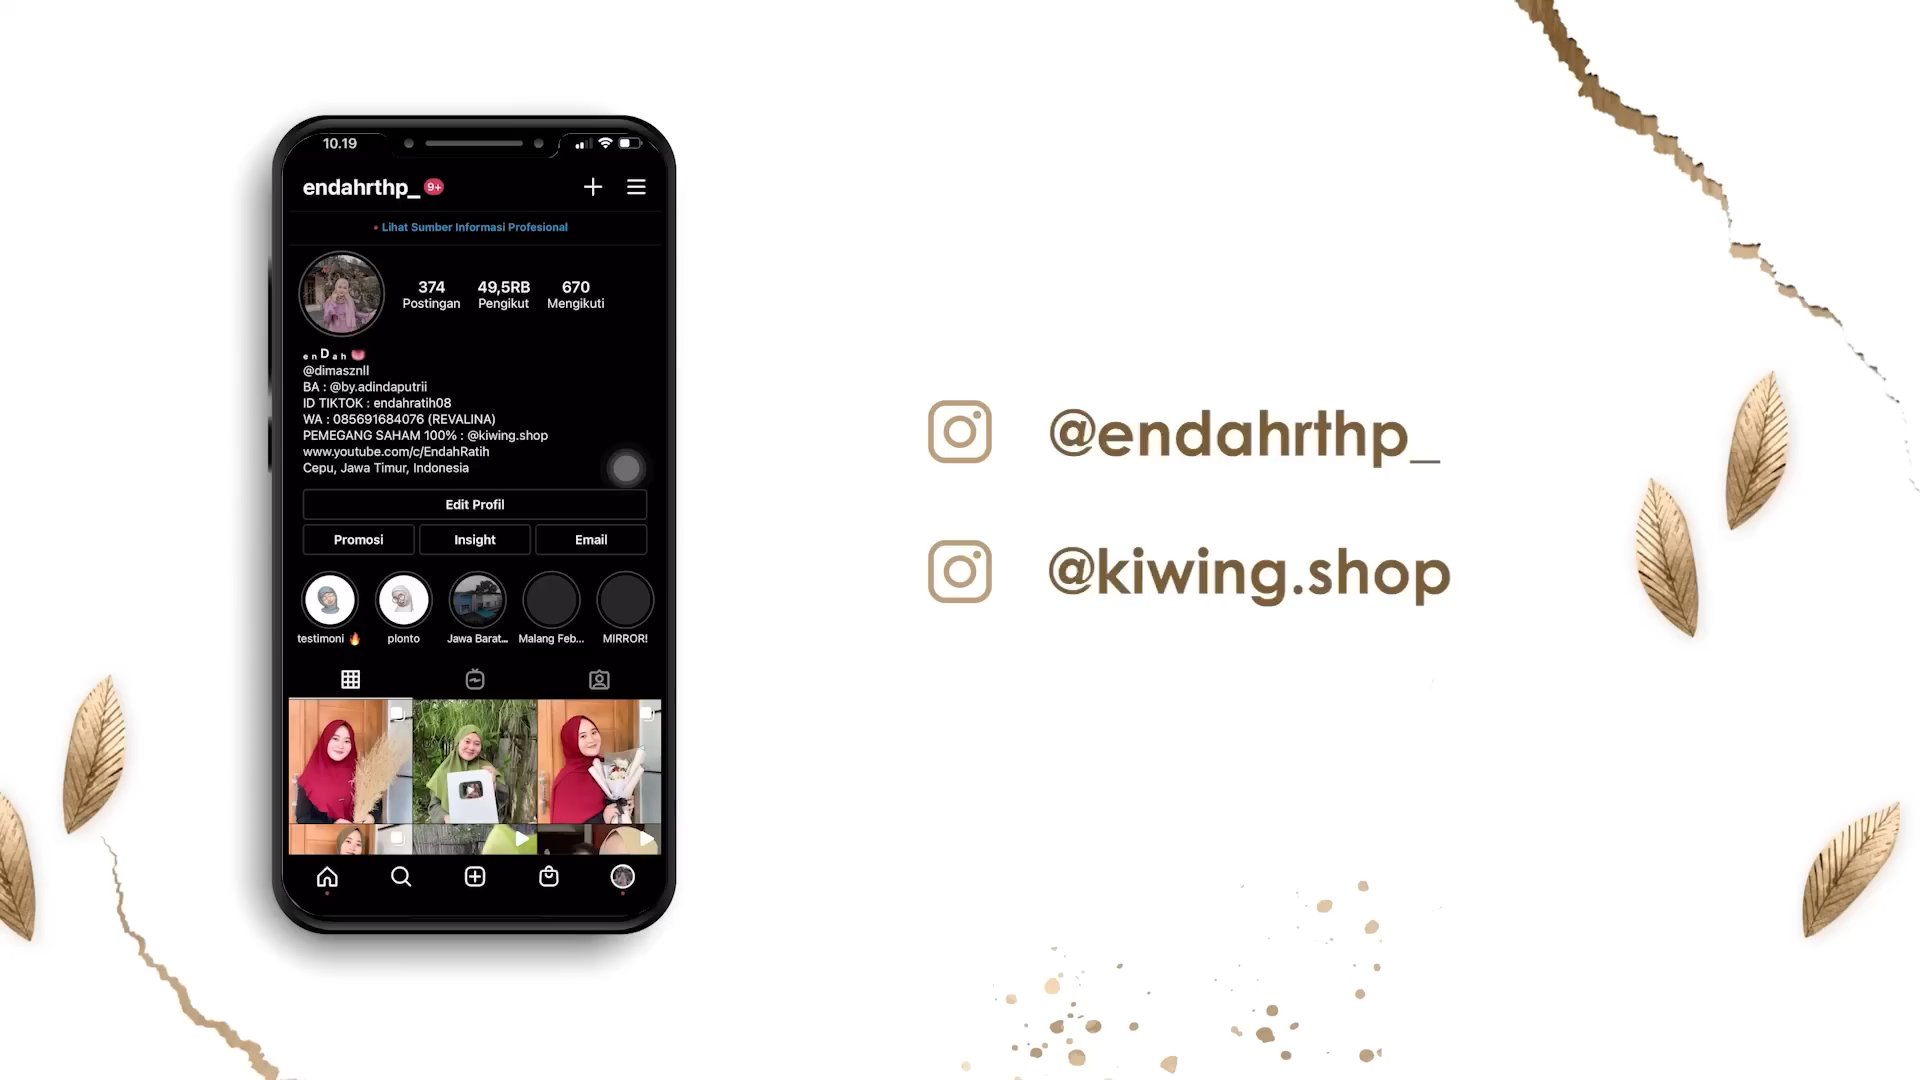 10.19
endahrthp_ 9+
• Lihat Sumber Informasi Profesional
374 49,5RB 670
Postingan Pengikut Mengikuti
ₑₙDₐₕ 👅
@dimasznll
BA : @by.adindaputrii
ID TIKTOK : endahratih08
WA : 085691684076 (REVALINA)
PEMEGANG SAHAM 100% : @kiwing.shop
www.youtube.com/c/EndahRatih
Cepu, Jawa Timur, Indonesia
Edit Profil
Promosi Insight Email
testimoni 🔥 plonto Jawa Barat... Malang Feb... MIRROR!
@endahrthp_
@kiwing.shop